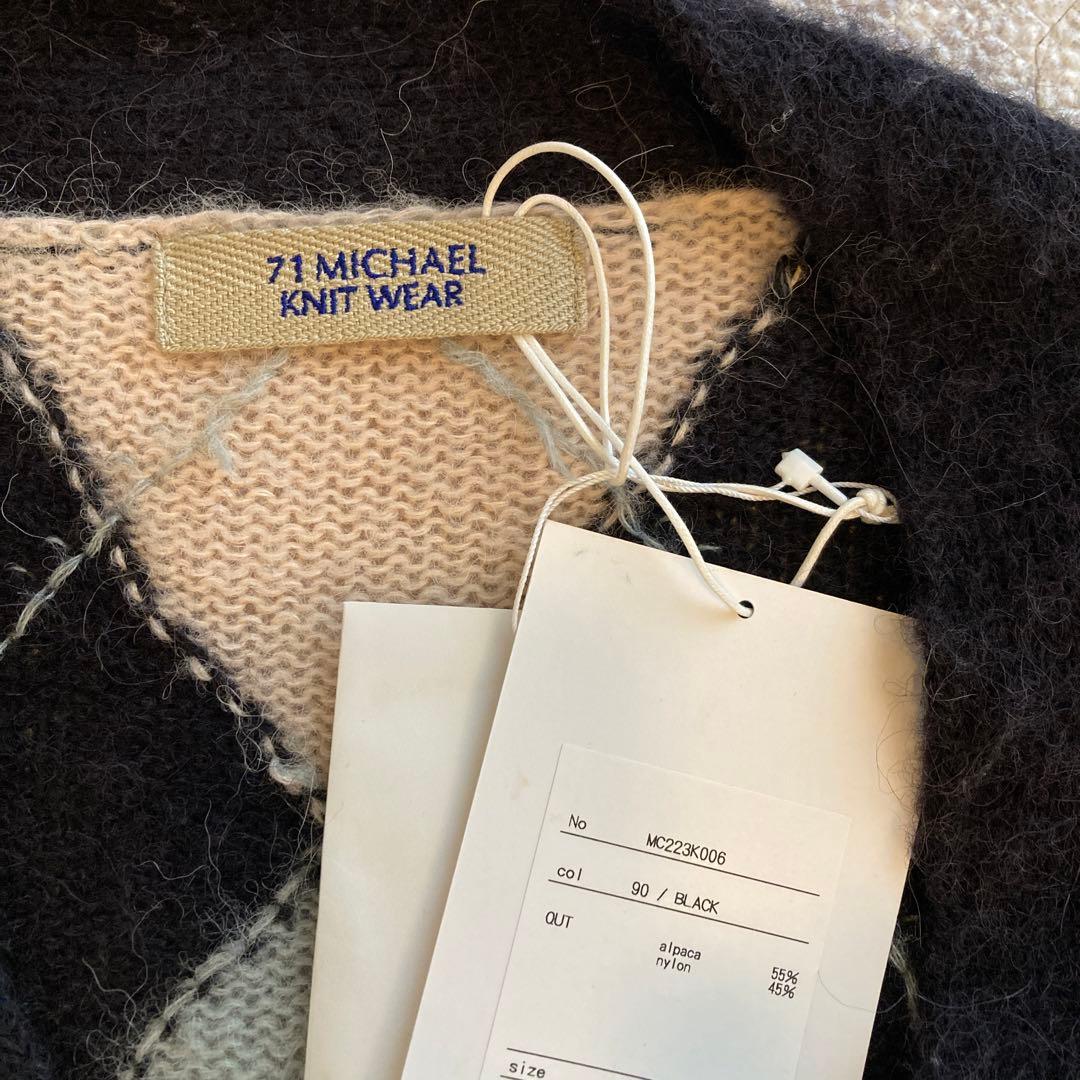 71 MICHAEL
KNIT WEAR
No MC223K006
col 90 / BLACK
OUT
alpaca 55%
nylon 45%
size